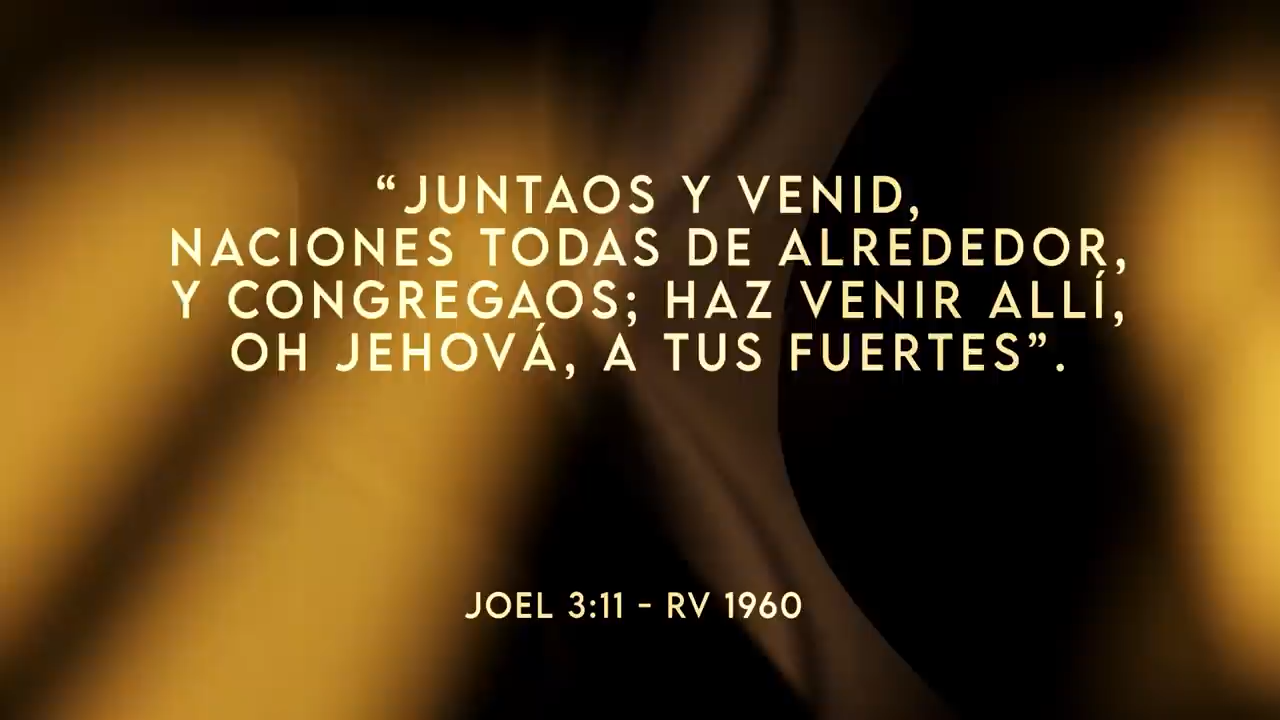 “JUNTAOS Y VENID,
NACIONES TODAS DE ALREDEDOR,
Y CONGREGAOS; HAZ VENIR ALLÍ,
OH JEHOVÁ, A TUS FUERTES”.
JOEL 3:11 - RV 1960